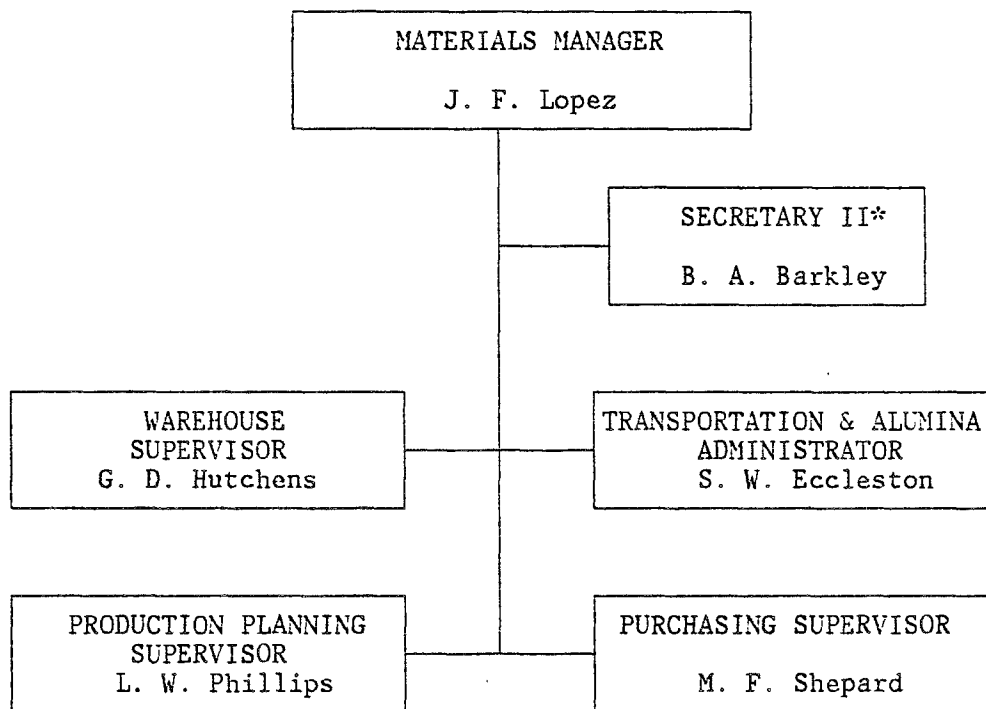 MATERIALS MANAGER
J. F. Lopez
SECRETARY II*
B. A. Barkley
WAREHOUSE
SUPERVISOR
G. D. Hutchens
TRANSPORTATION & ALUMINA
ADMINISTRATOR
S. W. Eccleston
PRODUCTION PLANNING
SUPERVISOR
L. W. Phillips
PURCHASING SUPERVISOR
M. F. Shepard